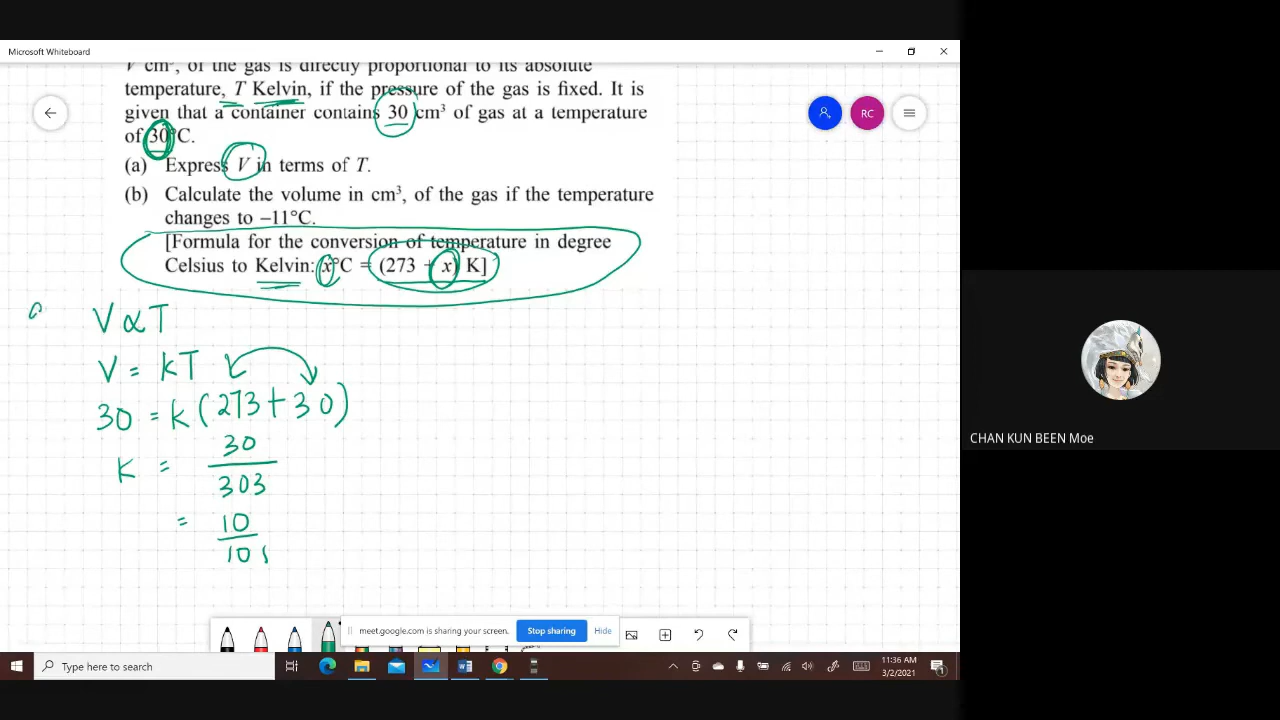 Microsoft Whiteboard
V cm³, of the gas is directly proportional to its absolute
temperature, T Kelvin, if the pressure of the gas is fixed. It is
given that a container contains 30 cm³ of gas at a temperature
of 30°C.
(a) Express V in terms of T.
(b) Calculate the volume in cm³, of the gas if the temperature
changes to −11°C.
[Formula for the conversion of temperature in degree
Celsius to Kelvin: x°C = (273 + x) K]
V ∝ T
V = kT
30 = k(273 + 30)
k = 30
303
= 10
101
RC
CHAN KUN BEEN Moe
meet.google.com is sharing your screen. Stop sharing Hide
Type here to search
11:36 AM
3/2/2021